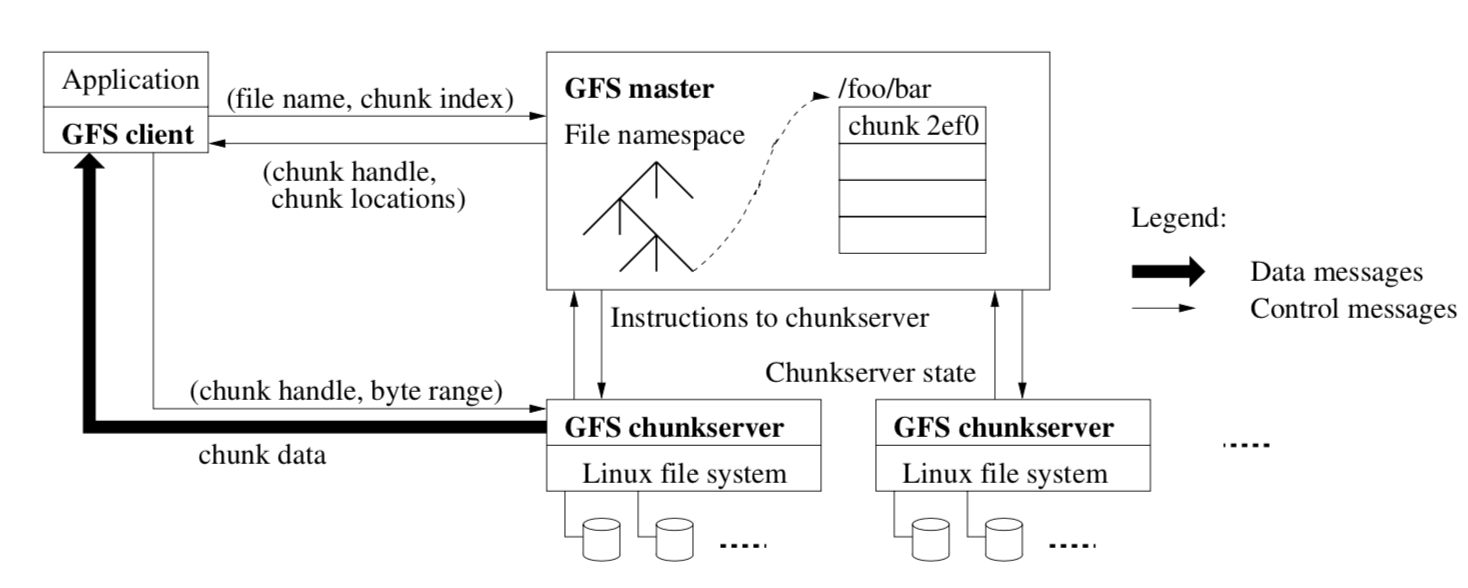 Application
GFS client
(file name, chunk index)
(chunk handle,
chunk locations)
GFS master
File namespace
/foo/bar
chunk 2ef0
Legend:
Data messages
Control messages
Instructions to chunkserver
Chunkserver state
(chunk handle, byte range)
chunk data
GFS chunkserver
Linux file system
GFS chunkserver
Linux file system